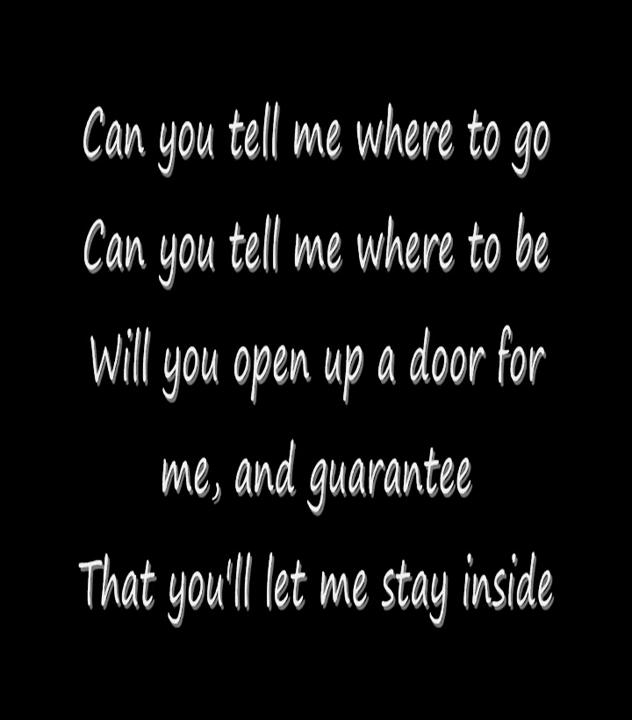 Can you tell me where to go
Can you tell me where to be
Will you open up a door for
me, and guarantee
That you'll let me stay inside